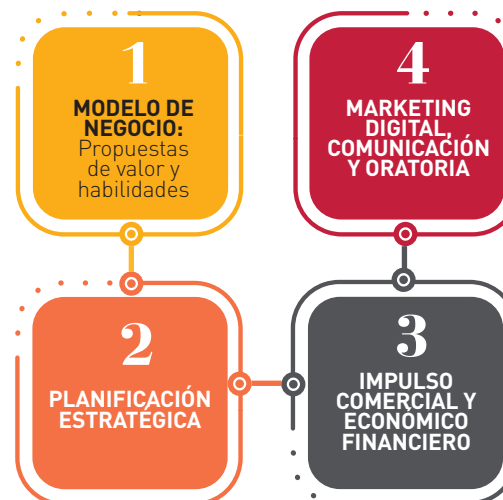 1
MODELO DE
NEGOCIO:
Propuestas
de valor y
habilidades
2
PLANIFICACIÓN
ESTRATÉGICA
3
IMPULSO
COMERCIAL Y
ECONÓMICO
FINANCIERO
4
MARKETING
DIGITAL,
COMUNICACIÓN
Y ORATORIA